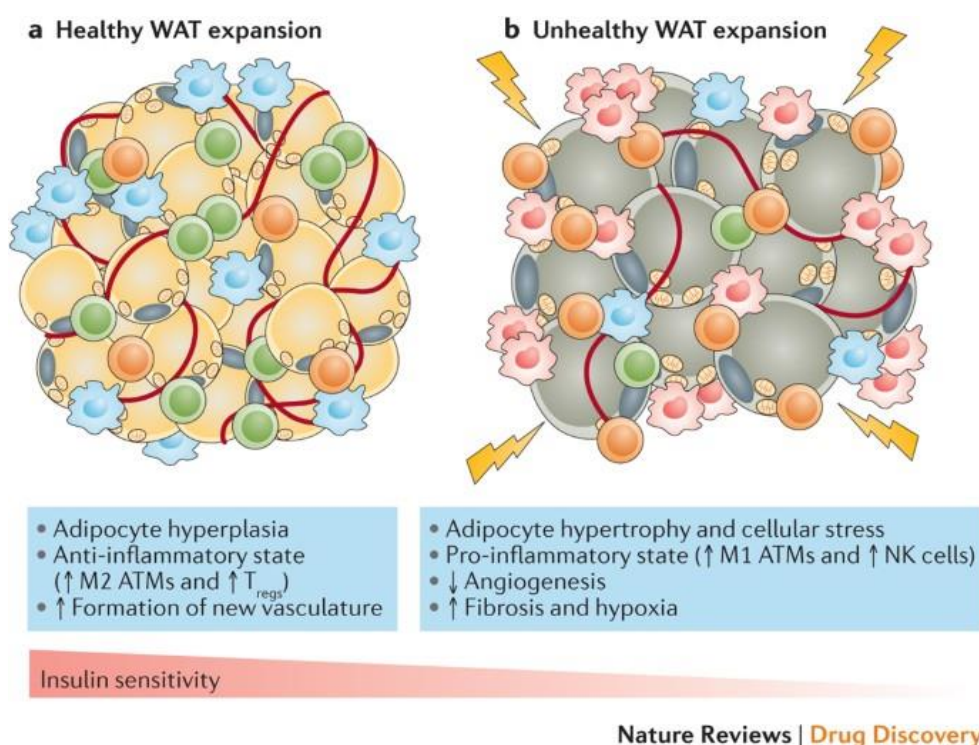 a Healthy WAT expansion
b Unhealthy WAT expansion
• Adipocyte hyperplasia
• Anti-inflammatory state
(↑ M2 ATMs and ↑ Tregs)
• ↑ Formation of new vasculature
• Adipocyte hypertrophy and cellular stress
• Pro-inflammatory state (↑ M1 ATMs and ↑ NK cells)
• ↓ Angiogenesis
• ↑ Fibrosis and hypoxia
Insulin sensitivity
Nature Reviews | Drug Discovery